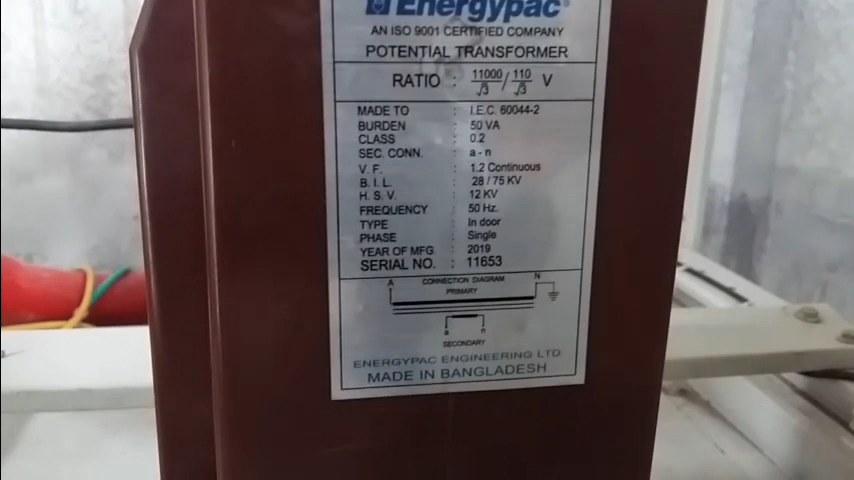 Energypac
AN ISO 9001 CERTIFIED COMPANY
POTENTIAL TRANSFORMER
RATIO : 11000/√3 / 110/√3 V
MADE TO : I.E.C. 60044-2
BURDEN : 50 VA
CLASS : 0.2
SEC. CONN. : a - n
V. F. : 1.2 Continuous
B. I. L. : 28 / 75 KV
H. S. V. : 12 KV
FREQUENCY : 50 Hz.
TYPE : In door
PHASE : Single
YEAR OF MFG. : 2019
SERIAL NO. : 11653
CONNECTION DIAGRAM
A PRIMARY N
a n
SECONDARY
ENERGYPAC ENGINEERING LTD
MADE IN BANGLADESH